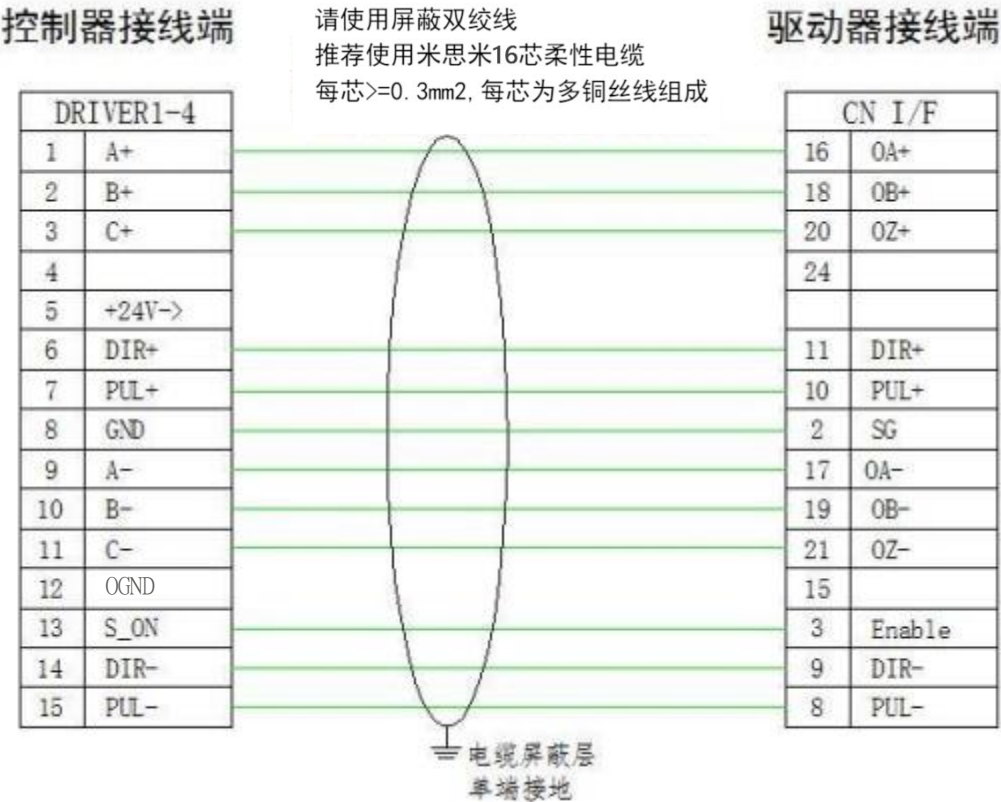 控制器接线端
请使用屏蔽双绞线
推荐使用米思米16芯柔性电缆
每芯>=0.3mm2,每芯为多铜丝线组成
驱动器接线端
DRIVER1-4
1 A+
2 B+
3 C+
4
5 +24V->
6 DIR+
7 PUL+
8 GND
9 A-
10 B-
11 C-
12 OGND
13 S_ON
14 DIR-
15 PUL-
CN I/F
16 OA+
18 OB+
20 OZ+
24
11 DIR+
10 PUL+
2 SG
17 OA-
19 OB-
21 OZ-
15
3 Enable
9 DIR-
8 PUL-
电缆屏蔽层
单端接地